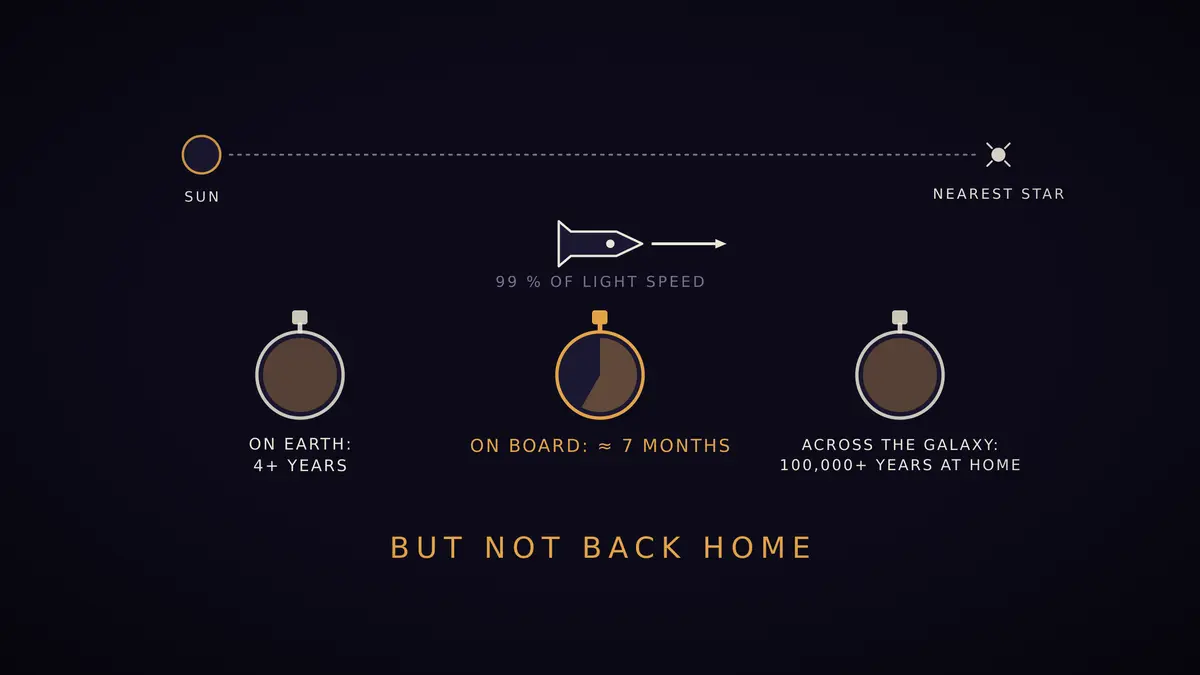 SUN
NEAREST STAR
99 % OF LIGHT SPEED
ON EARTH:
4+ YEARS
ON BOARD: ≈ 7 MONTHS
ACROSS THE GALAXY:
100,000+ YEARS AT HOME
BUT NOT BACK HOME